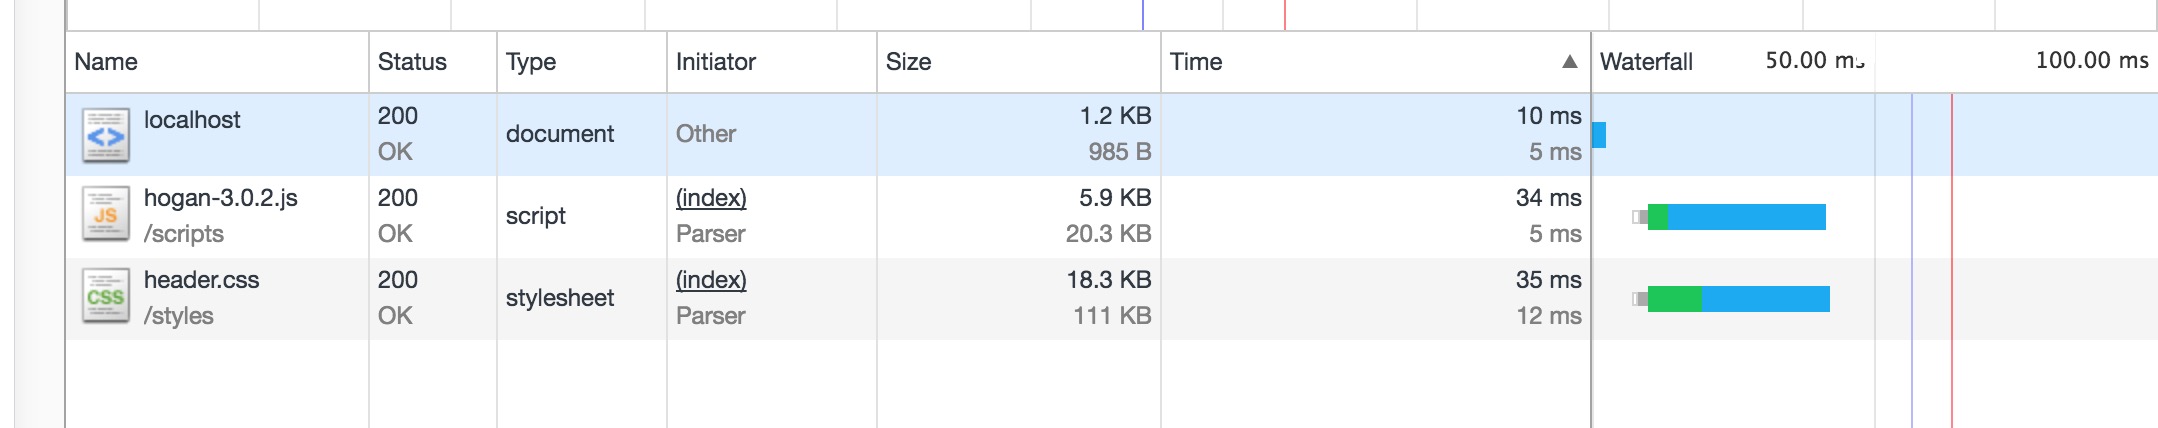 Name Status Type Initiator Size Time ▲ Waterfall 50.00 ms 100.00 ms
localhost 200 document Other 1.2 KB 10 ms
OK 985 B 5 ms
hogan-3.0.2.js 200 script (index) 5.9 KB 34 ms
/scripts OK Parser 20.3 KB 5 ms
JS
header.css 200 stylesheet (index) 18.3 KB 35 ms
/styles OK Parser 111 KB 12 ms
CSS